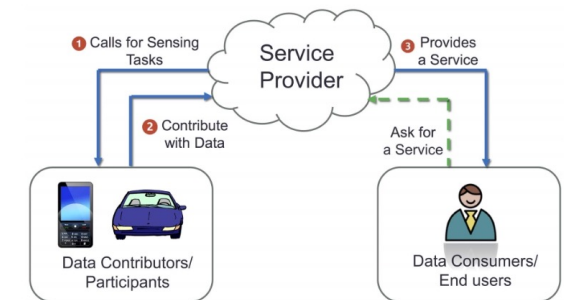 1 Calls for Sensing
Tasks
Service
Provider
3 Provides
a Service
2 Contribute
with Data
Ask for
a Service
Data Contributors/
Participants
Data Consumers/
End users